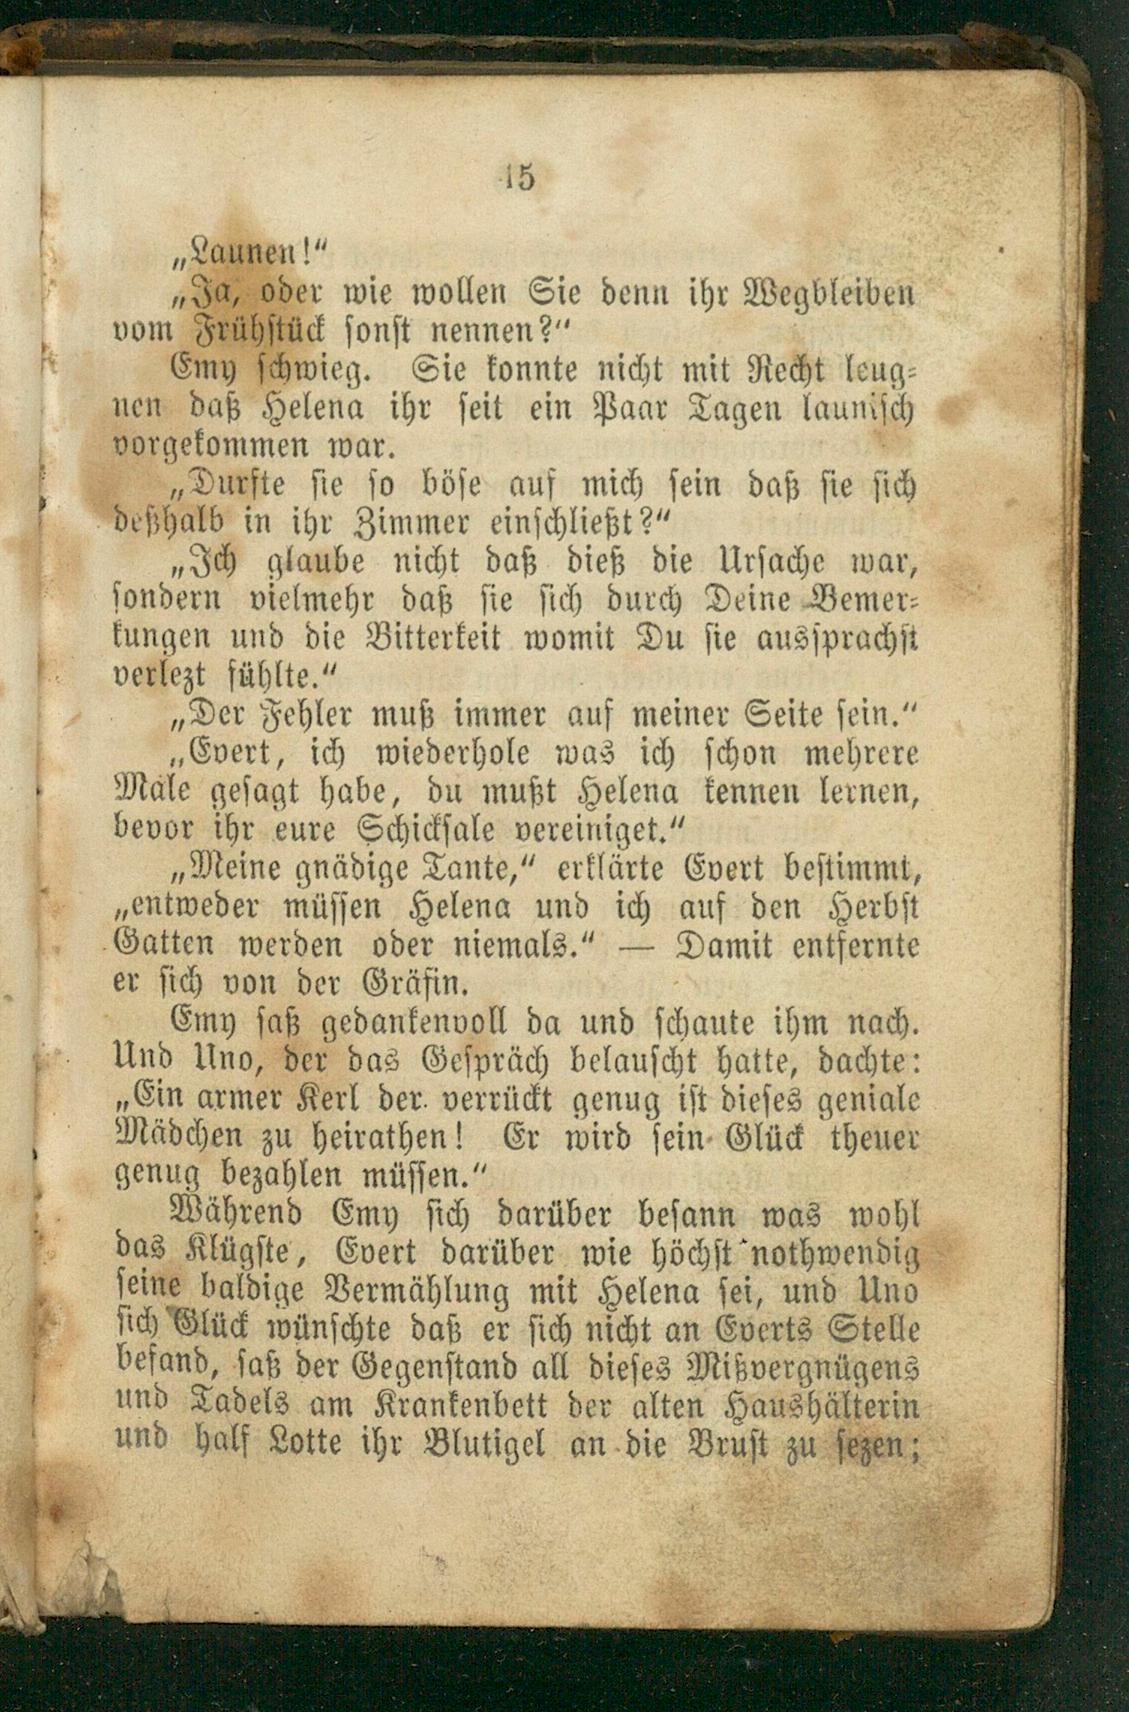 15
„Launen!“
„Ja, oder wie wollen Sie denn ihr Wegbleiben
vom Frühstück sonst nennen?“
Emy schwieg. Sie konnte nicht mit Recht leug-
nen daß Helena ihr seit ein Paar Tagen launisch
vorgekommen war.
„Durfte sie so böse auf mich sein daß sie sich
deßhalb in ihr Zimmer einschließt?“
„Ich glaube nicht daß dieß die Ursache war,
sondern vielmehr daß sie sich durch Deine Bemer-
kungen und die Bitterkeit womit Du sie aussprachst
verlezt fühlte.“
„Der Fehler muß immer auf meiner Seite sein.“
„Evert, ich wiederhole was ich schon mehrere
Male gesagt habe, du mußt Helena kennen lernen,
bevor ihr eure Schicksale vereiniget.“
„Meine gnädige Tante,“ erklärte Evert bestimmt,
„entweder müssen Helena und ich auf den Herbst
Gatten werden oder niemals.“ — Damit entfernte
er sich von der Gräfin.
Emy saß gedankenvoll da und schaute ihm nach.
Und Uno, der das Gespräch belauscht hatte, dachte:
„Ein armer Kerl der verrückt genug ist dieses geniale
Mädchen zu heirathen! Er wird sein Glück theuer
genug bezahlen müssen.“
Während Emy sich darüber besann was wohl
das Klügste, Evert darüber wie höchst nothwendig
seine baldige Vermählung mit Helena sei, und Uno
sich Glück wünschte daß er sich nicht an Everts Stelle
befand, saß der Gegenstand all dieses Mißvergnügens
und Tadels am Krankenbett der alten Haushälterin
und half Lotte ihr Blutigel an die Brust zu sezen;